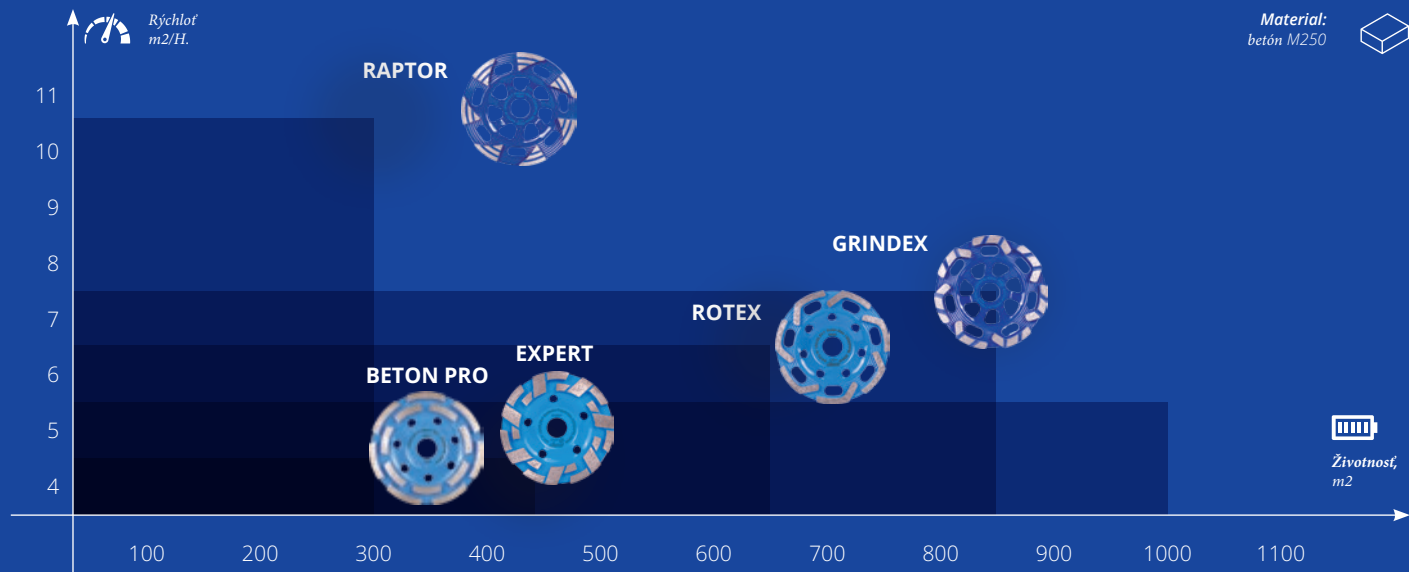 Rýchloť
m2/H.
Material:
betón M250
RAPTOR
11
10
9
GRINDEX
8
ROTEX
7
EXPERT
BETON PRO
6
5
4
Životnosť,
m2
100 200 300 400 500 600 700 800 900 1000 1100